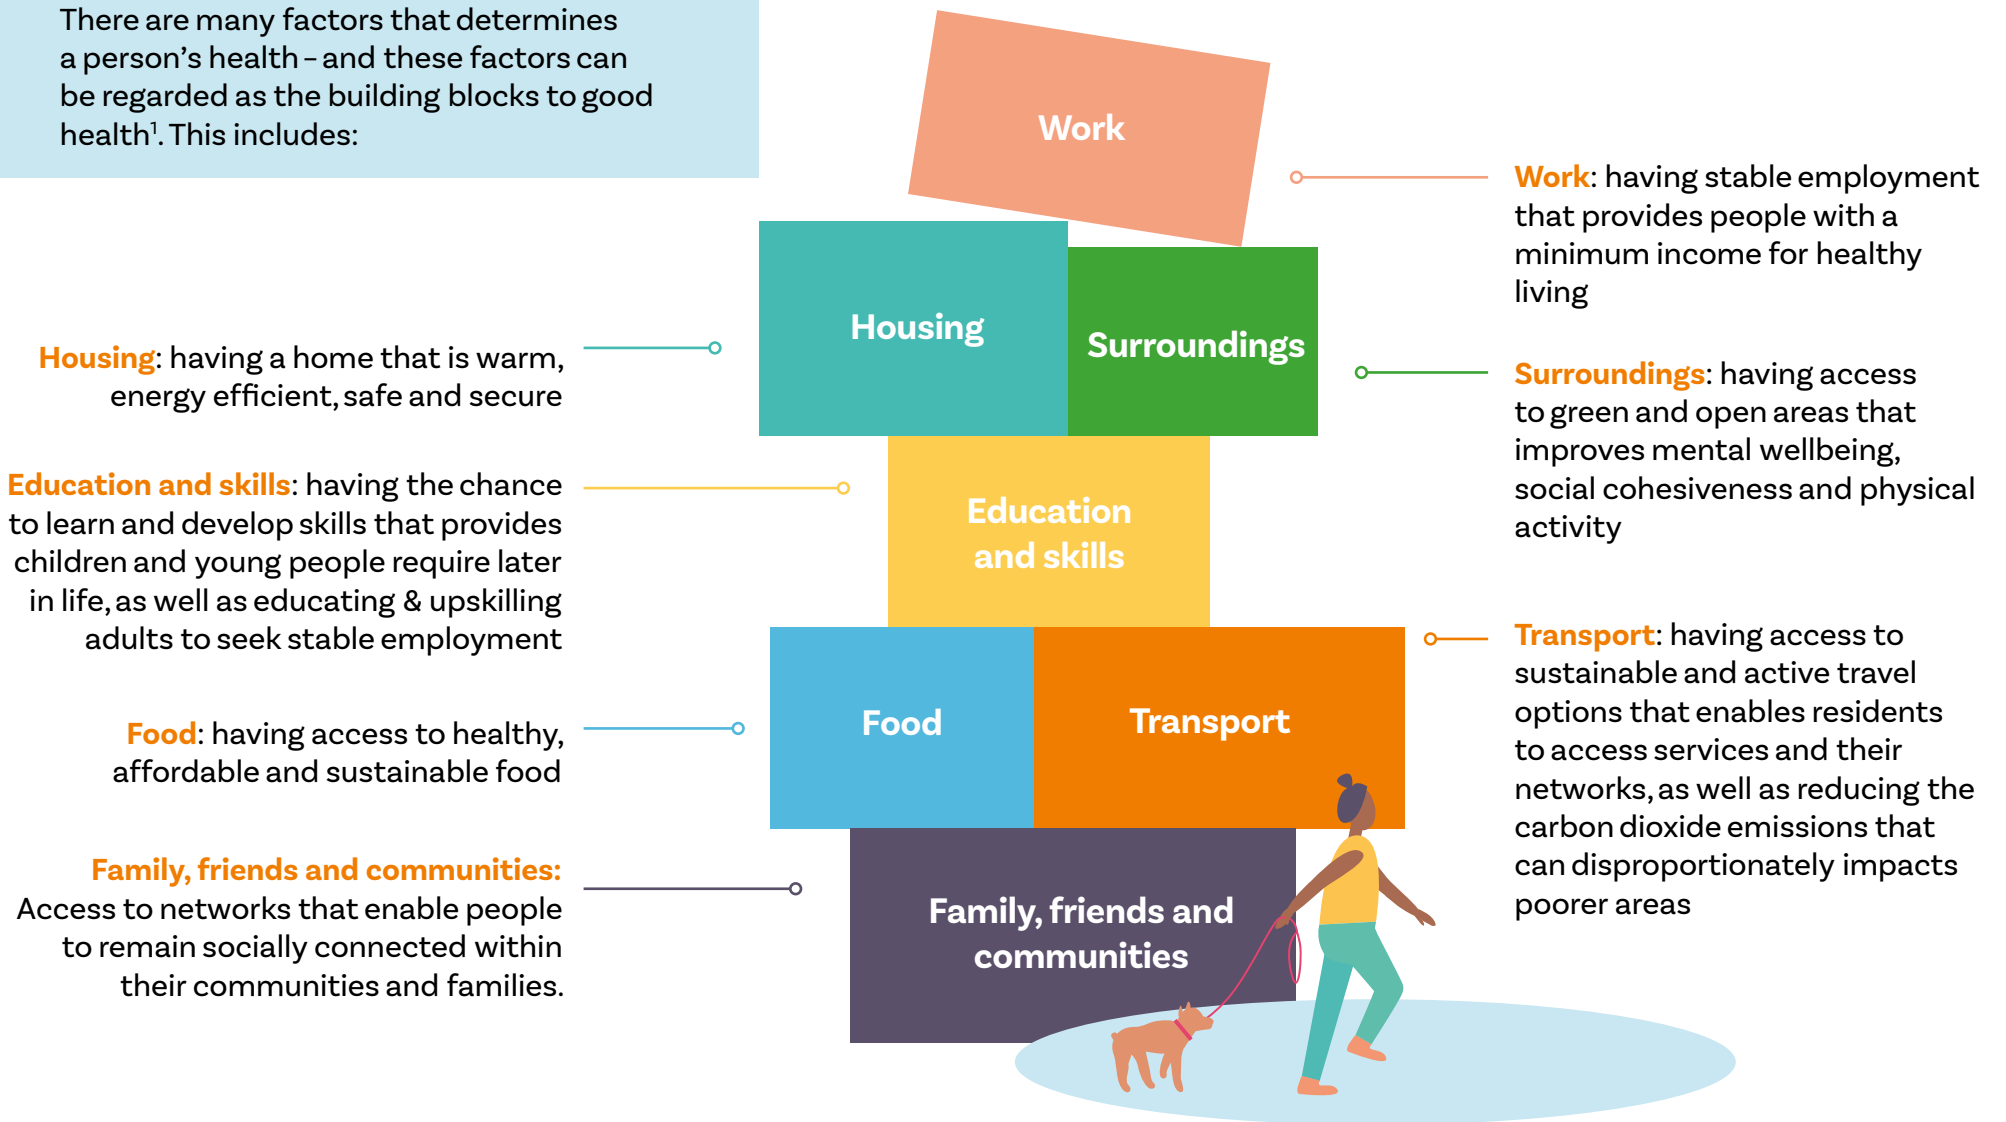 There are many factors that determines
a person’s health – and these factors can
be regarded as the building blocks to good
health¹. This includes:
Work
Housing
Surroundings
Education
and skills
Food
Transport
Family, friends and
communities
Housing: having a home that is warm,
energy efficient, safe and secure
Education and skills: having the chance
to learn and develop skills that provides
children and young people require later
in life, as well as educating & upskilling
adults to seek stable employment
Food: having access to healthy,
affordable and sustainable food
Family, friends and communities:
Access to networks that enable people
to remain socially connected within
their communities and families.
Work: having stable employment
that provides people with a
minimum income for healthy
living
Surroundings: having access
to green and open areas that
improves mental wellbeing,
social cohesiveness and physical
activity
Transport: having access to
sustainable and active travel
options that enables residents
to access services and their
networks, as well as reducing the
carbon dioxide emissions that
can disproportionately impacts
poorer areas